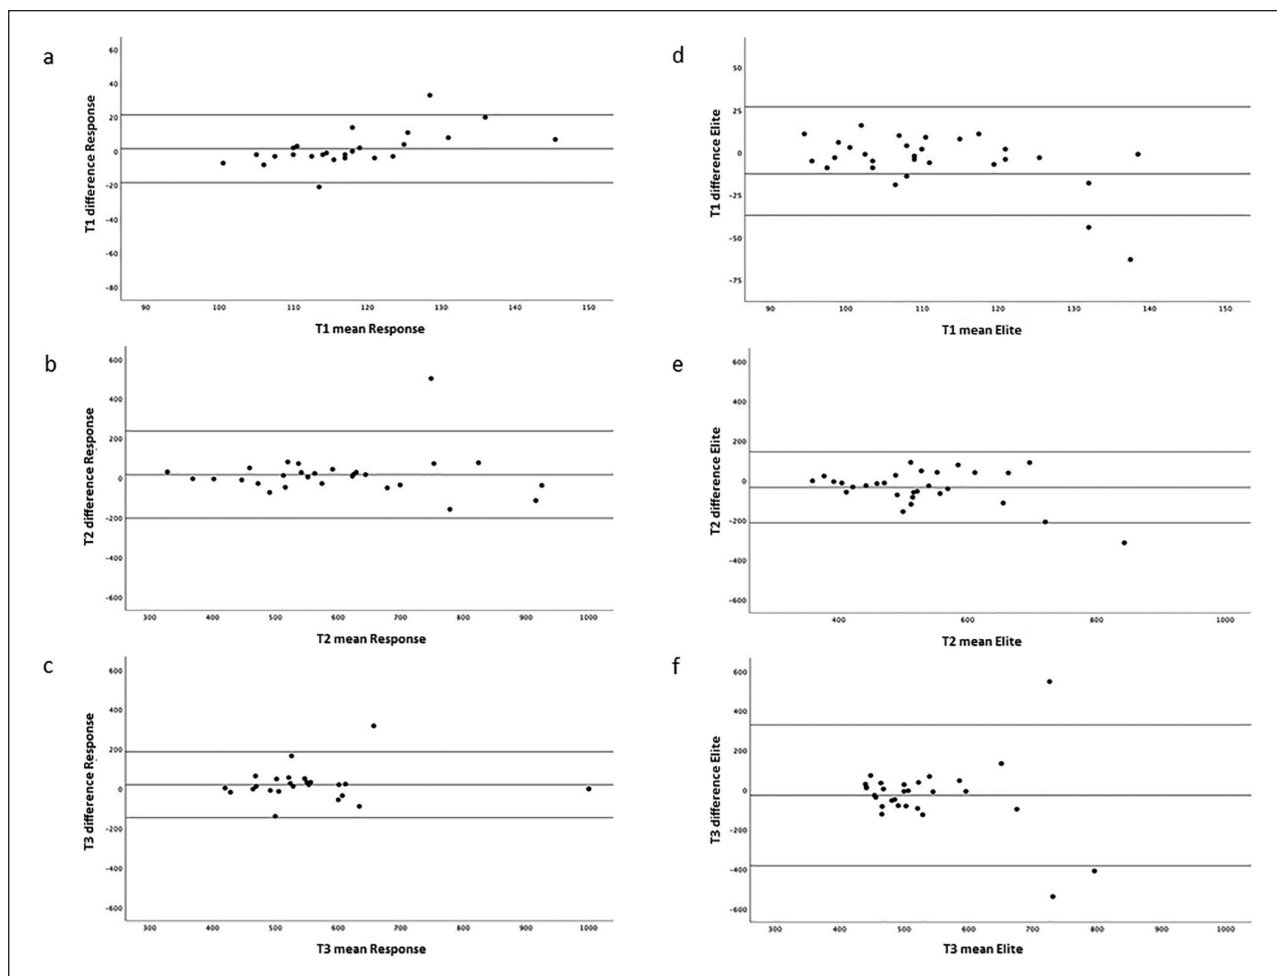 a
T1 difference Response
60
40
20
0
-20
-40
-60
-80
90 100 110 120 130 140 150
T1 mean Response
d
T1 difference Elite
50
25
0
-25
-50
-75
90 100 110 120 130 140 150
T1 mean Elite
b
T2 difference Response
600
400
200
0
-200
-400
-600
300 400 500 600 700 800 900 1000
T2 mean Response
e
T2 difference Elite
600
400
200
0
-200
-400
-600
400 600 800 1000
T2 mean Elite
c
T3 difference Response
600
400
200
0
-200
-400
-600
300 400 500 600 700 800 900 1000
T3 mean Response
f
T3 difference Elite
600
400
200
0
-200
-400
-600
300 400 500 600 700 800 900 1000
T3 mean Elite